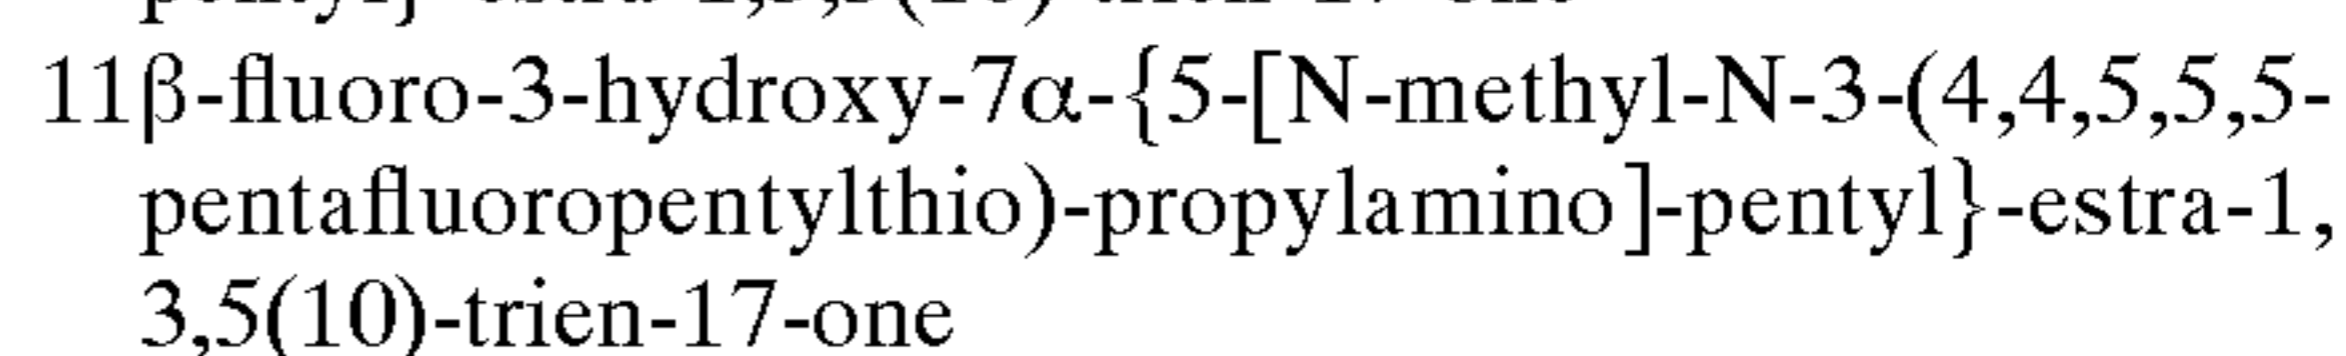 11β-fluoro-3-hydroxy-7α-{5-[N-methyl-N-3-(4,4,5,5,5-
pentafluoropentylthio)-propylamino]-pentyl}-estra-1,
3,5(10)-trien-17-one